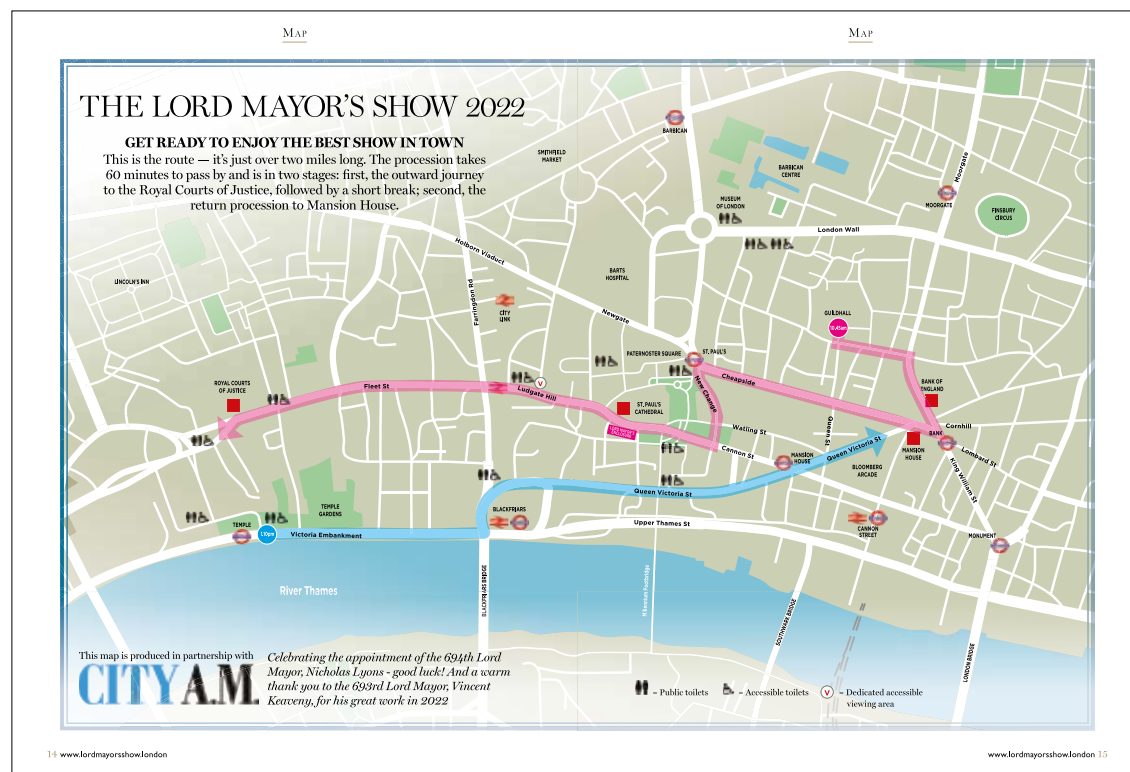 MAP
MAP
THE LORD MAYOR'S SHOW 2022
GET READY TO ENJOY THE BEST SHOW IN TOWN
This is the route — it's just over two miles long. The procession takes
60 minutes to pass by and is in two stages: first, the outward journey
to the Royal Courts of Justice, followed by a short break; second, the
return procession to Mansion House.
BARBICAN
SMITHFIELD
MARKET
BARBICAN
CENTRE
Moorgate
MOORGATE
MUSEUM
OF LONDON
FINSBURY
CIRCUS
London Wall
Holborn Viaduct
BARTS
HOSPITAL
LINCOLN'S INN
Farringdon Rd
CITY
LINK
Newgate
GUILDHALL
10.45am
PATERNOSTER SQUARE
ST. PAUL'S
Cheapside
New Change
ROYAL COURTS
OF JUSTICE
Fleet St
V
Ludgate Hill
ST. PAUL'S
CATHEDRAL
BANK OF
ENGLAND
Watling St
Queen St
Cornhill
BANK
Cannon St
MANSION
HOUSE
Queen Victoria St
MANSION
HOUSE
Lombard St
BLOOMBERG
ARCADE
King William St
Queen Victoria St
TEMPLE
GARDENS
BLACKFRIARS
TEMPLE
1.10pm
Victoria Embankment
Upper Thames St
CANNON
STREET
MONUMENT
River Thames
BLACKFRIARS BRIDGE
Millennium Footbridge
SOUTHWARK BRIDGE
LONDON BRIDGE
This map is produced in partnership with
CITY A.M.
Celebrating the appointment of the 694th Lord
Mayor, Nicholas Lyons - good luck! And a warm
thank you to the 693rd Lord Mayor, Vincent
Keaveny, for his great work in 2022
= Public toilets
= Accessible toilets
V = Dedicated accessible
viewing area
14 www.lordmayorsshow.london
www.lordmayorsshow.london 15